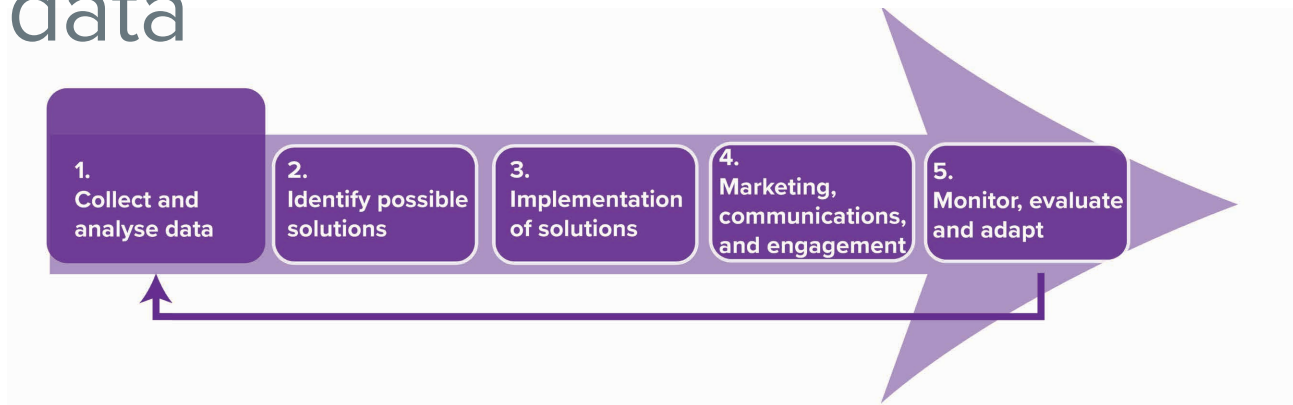 data
1.
Collect and
analyse data
2.
Identify possible
solutions
3.
Implementation
of solutions
4.
Marketing,
communications,
and engagement
5.
Monitor, evaluate
and adapt